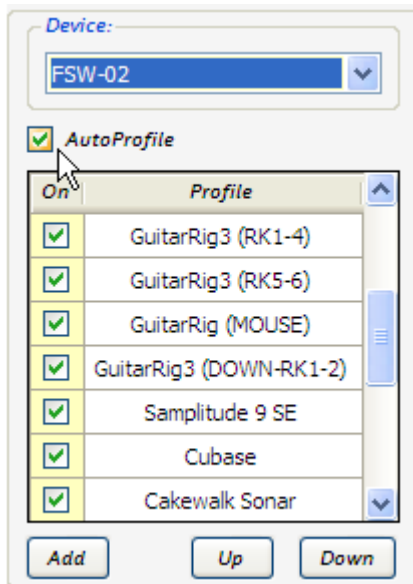 Device:
FSW-02
AutoProfile
On Profile
GuitarRig3 (RK1-4)
GuitarRig3 (RK5-6)
GuitarRig (MOUSE)
GuitarRig3 (DOWN-RK1-2)
Samplitude 9 SE
Cubase
Cakewalk Sonar
Add Up Down